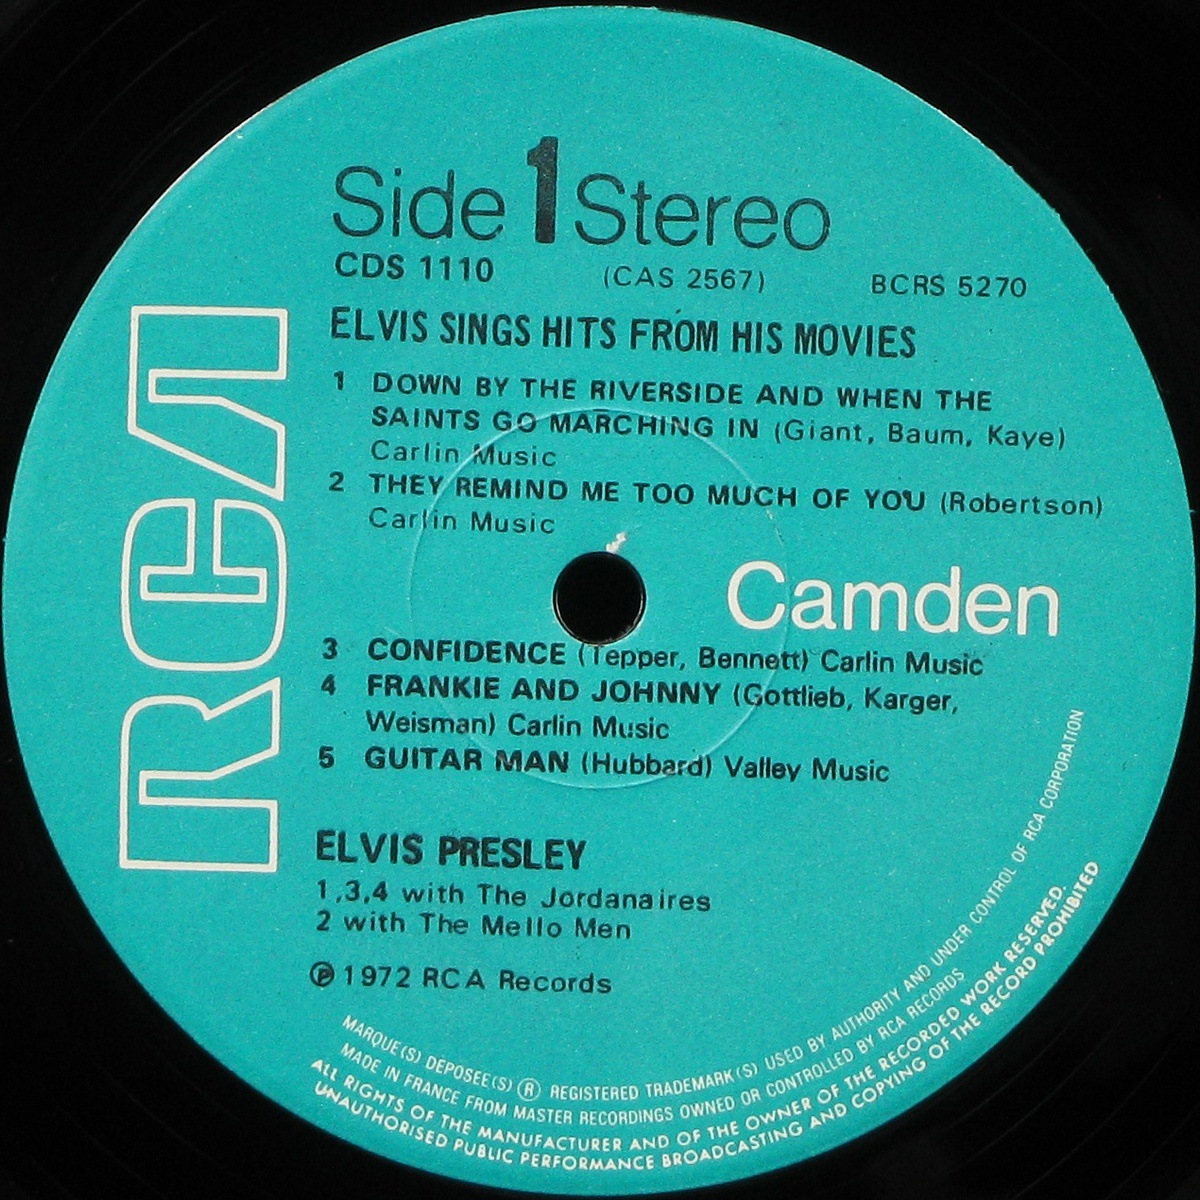 Side 1 Stereo
CDS 1110 (CAS 2567) BCRS 5270
ELVIS SINGS HITS FROM HIS MOVIES
1 DOWN BY THE RIVERSIDE AND WHEN THE
SAINTS GO MARCHING IN (Giant, Baum, Kaye)
Carlin Music
2 THEY REMIND ME TOO MUCH OF YOU (Robertson)
Carlin Music
RCA
Camden
3 CONFIDENCE (Tepper, Bennett) Carlin Music
4 FRANKIE AND JOHNNY (Gottlieb, Karger,
Weisman) Carlin Music
5 GUITAR MAN (Hubbard) Valley Music
ELVIS PRESLEY
1,3,4 with The Jordanaires
2 with The Mello Men
Ⓟ 1972 RCA Records
MARQUE(S) DEPOSEE(S) ® REGISTERED TRADEMARK(S) USED BY AUTHORITY AND UNDER CONTROL OF RCA CORPORATION
MADE IN FRANCE FROM MASTER RECORDINGS OWNED OR CONTROLLED BY RCA RECORDS
ALL RIGHTS OF THE MANUFACTURER AND OF THE OWNER OF THE RECORDED WORK RESERVED.
UNAUTHORISED PUBLIC PERFORMANCE BROADCASTING AND COPYING OF THE RECORD PROHIBITED